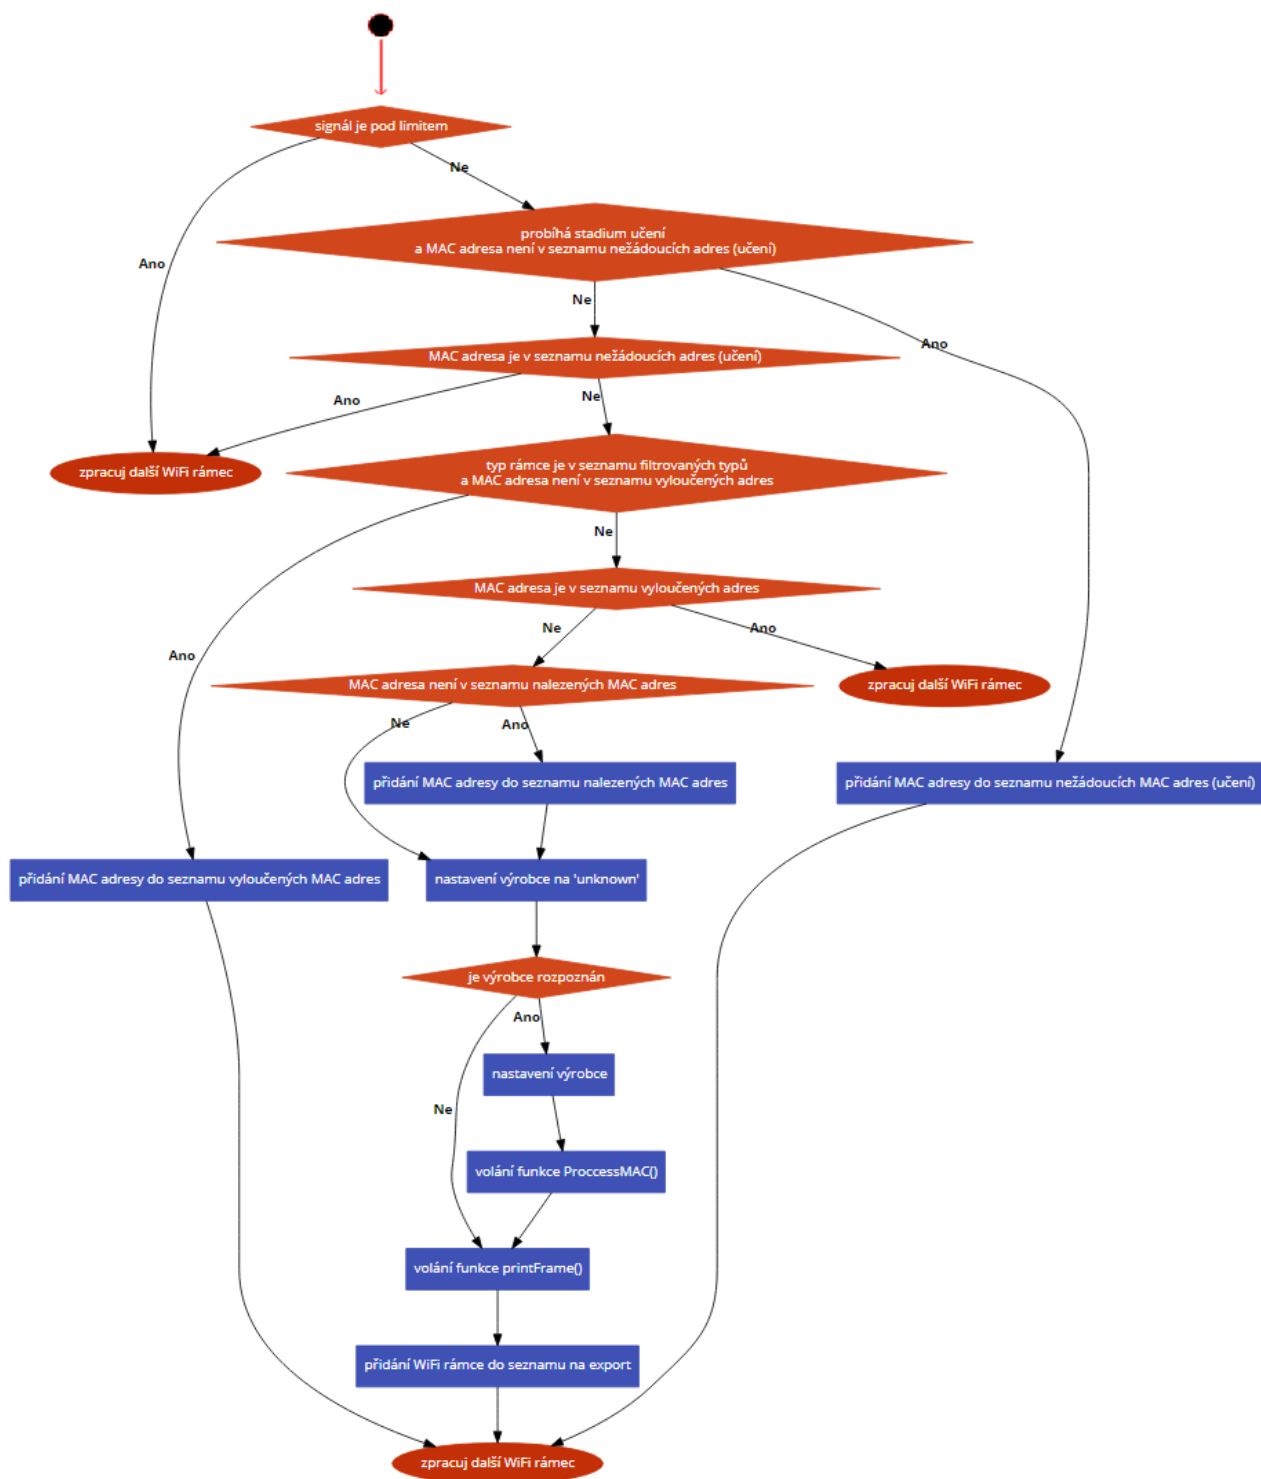 signál je pod limitem
Ne
probíhá stadium učení
a MAC adresa není v seznamu nežádoucích adres (učení)
Ano
Ne
Ano
MAC adresa je v seznamu nežádoucích adres (učení)
Ano
Ne
zpracuj další WiFi rámec
typ rámce je v seznamu filtrovaných typů
a MAC adresa není v seznamu vyloučených adres
Ne
MAC adresa je v seznamu vyloučených adres
Ne
Ano
Ano
MAC adresa není v seznamu nalezených MAC adres
zpracuj další WiFi rámec
Ne
Ano
přidání MAC adresy do seznamu nalezených MAC adres
přidání MAC adresy do seznamu nežádoucích MAC adres (učení)
přidání MAC adresy do seznamu vyloučených MAC adres
nastavení výrobce na 'unknown'
je výrobce rozpoznán
Ano
nastavení výrobce
Ne
volání funkce ProccessMAC()
volání funkce printFrame()
přidání WiFi rámce do seznamu na export
zpracuj další WiFi rámec